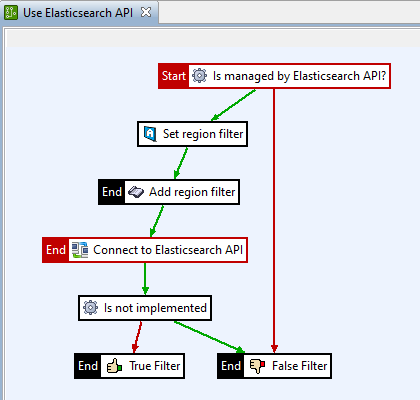 Use Elasticsearch API
Start Is managed by Elasticsearch API?
Set region filter
End Add region filter
End Connect to Elasticsearch API
Is not implemented
End True Filter
End False Filter